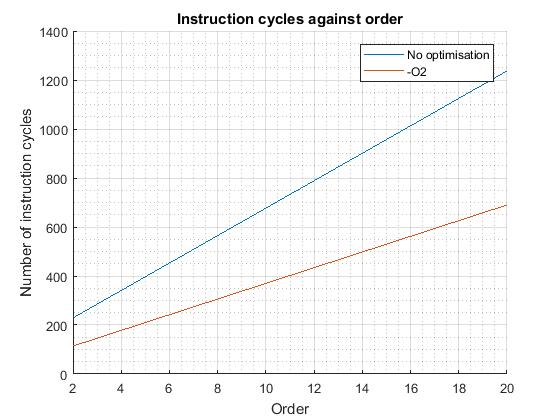 Instruction cycles against order
No optimisation
-O2
Number of instruction cycles
1400
1200
1000
800
600
400
200
0
2 4 6 8 10 12 14 16 18 20
Order